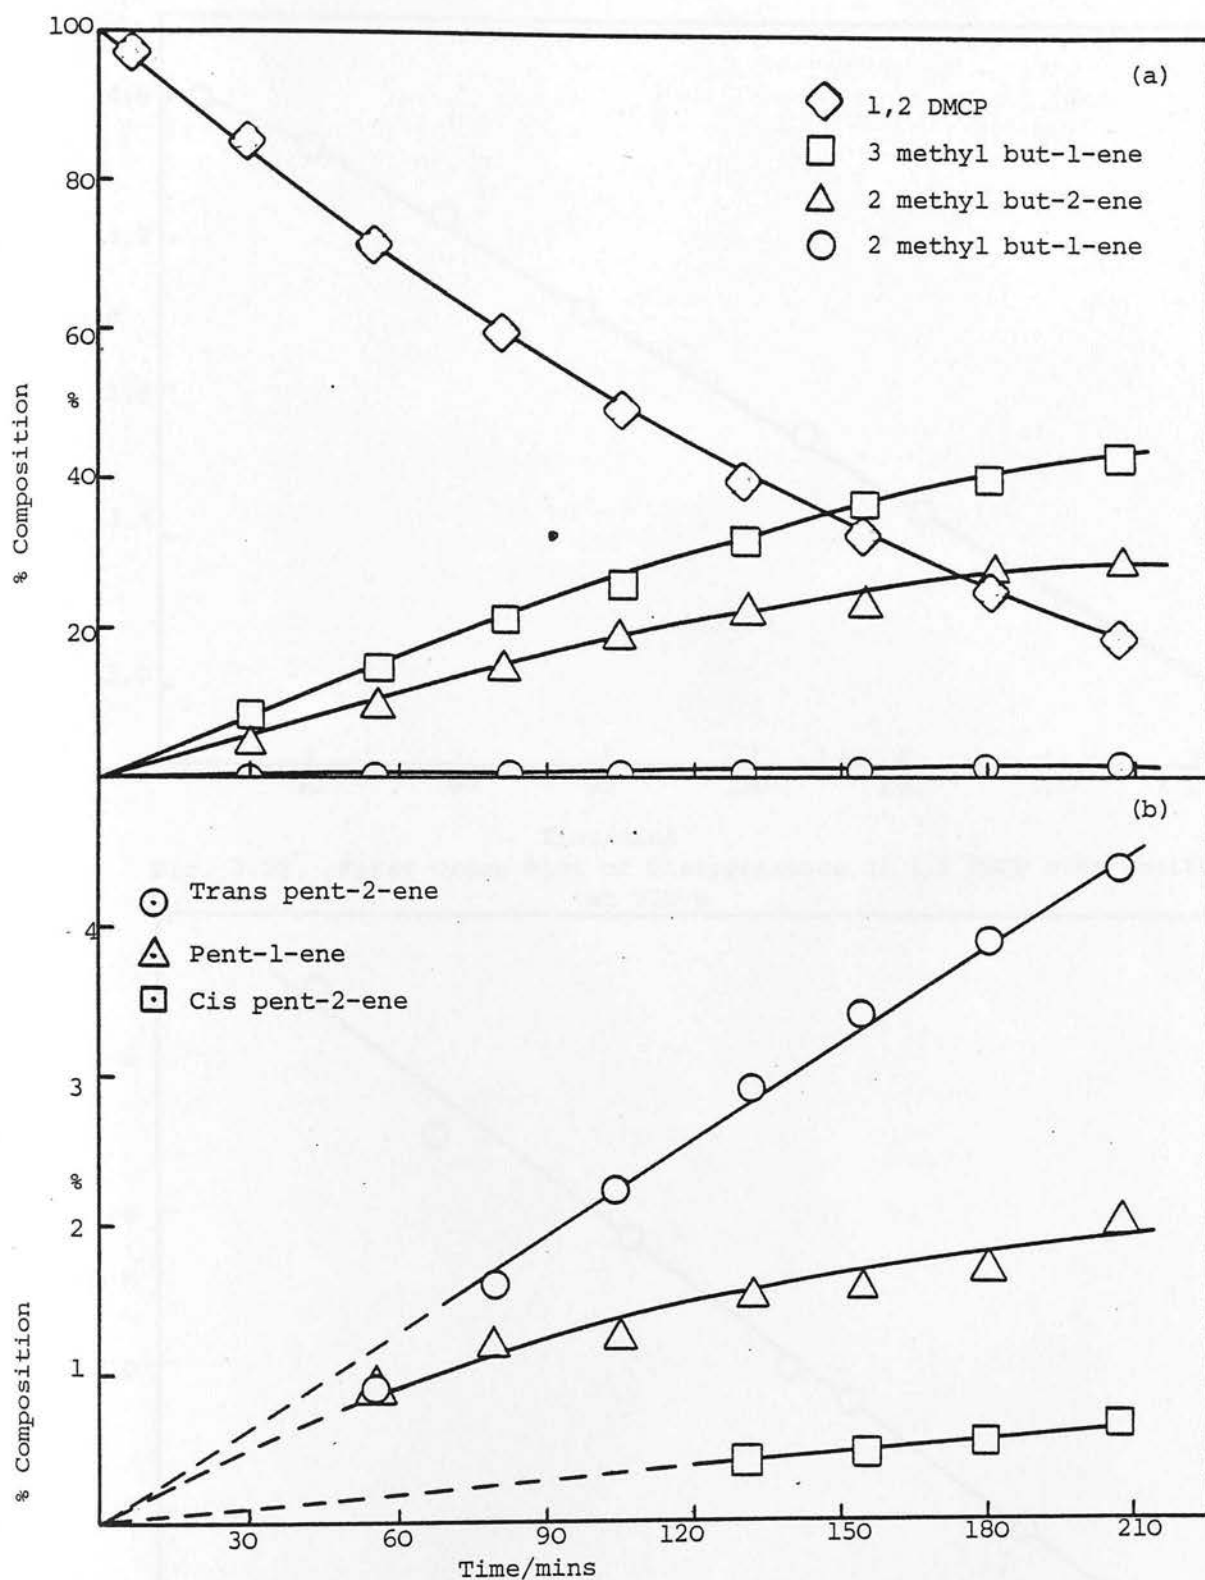 100
(a)
1,2 DMCP
3 methyl but-1-ene
2 methyl but-2-ene
2 methyl but-1-ene
80
60
%
40
20
% Composition
(b)
Trans pent-2-ene
Pent-1-ene
Cis pent-2-ene
4
3
%
2
1
% Composition
30
60
90
120
150
180
210
Time/mins